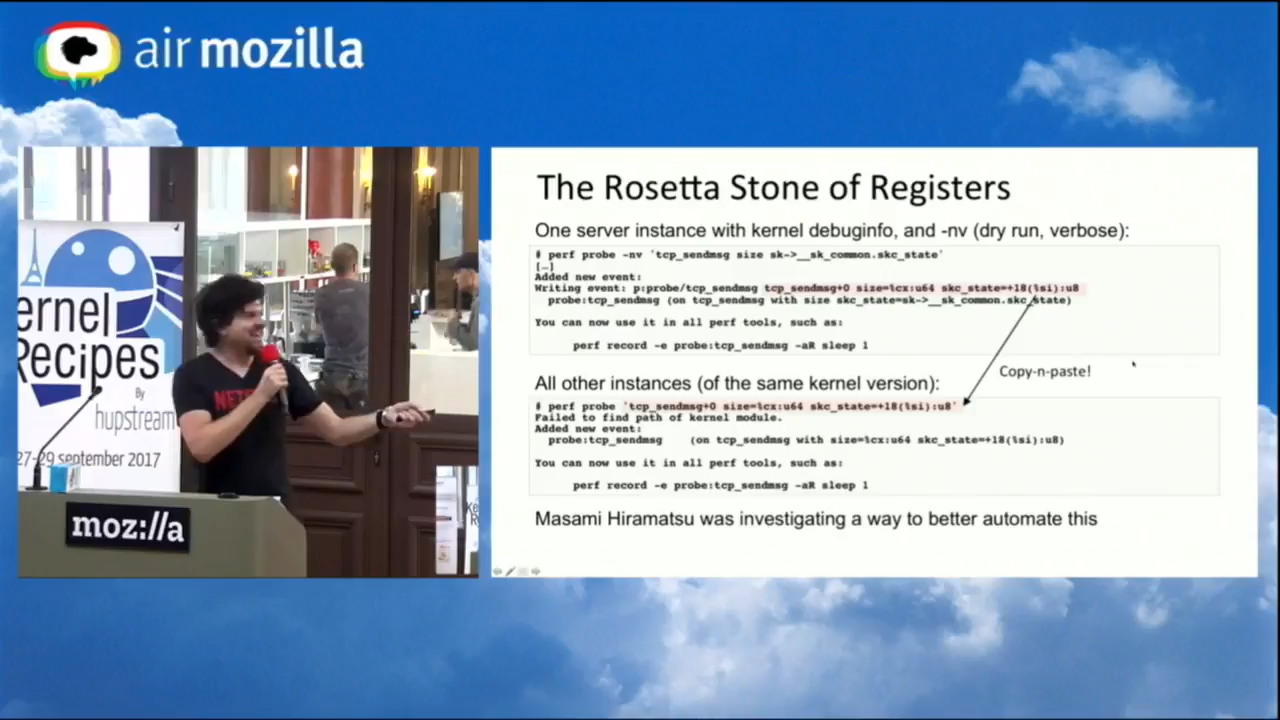 air mozilla
ernel
Recipes
By
hupstream
27-29 september 2017
NETF
moz://a
The Rosetta Stone of Registers
One server instance with kernel debuginfo, and -nv (dry run, verbose):
# perf probe -nv 'tcp_sendmsg size sk->__sk_common.skc_state'
[…]
Added new event:
Writing event: p:probe/tcp_sendmsg tcp_sendmsg+0 size=%cx:u64 skc_state=+18(%si):u8
probe:tcp_sendmsg (on tcp_sendmsg with size skc_state=sk->__sk_common.skc_state)
You can now use it in all perf tools, such as:
perf record -e probe:tcp_sendmsg -aR sleep 1
Copy-n-paste!
All other instances (of the same kernel version):
# perf probe 'tcp_sendmsg+0 size=%cx:u64 skc_state=+18(%si):u8'
Failed to find path of kernel module.
Added new event:
probe:tcp_sendmsg (on tcp_sendmsg with size=%cx:u64 skc_state=+18(%si):u8)
You can now use it in all perf tools, such as:
perf record -e probe:tcp_sendmsg -aR sleep 1
Masami Hiramatsu was investigating a way to better automate this